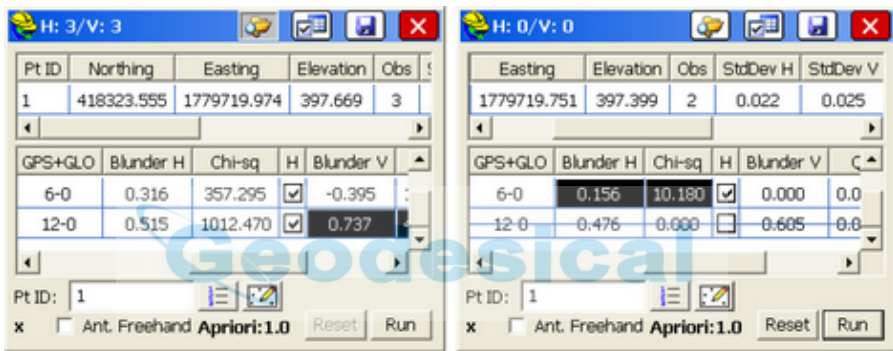 H: 3/V: 3
Pt ID Northing Easting Elevation Obs
1 418323.555 1779719.974 397.669 3
GPS+GLO Blunder H Chi-sq H Blunder V
6-0 0.316 357.295 -0.395
12-0 0.515 1012.470 0.737
Pt ID: 1
x Ant. Freehand Apriori:1.0 Reset Run
H: 0/V: 0
Easting Elevation Obs StdDev H StdDev V
1779719.751 397.399 2 0.022 0.025
GPS+GLO Blunder H Chi-sq H Blunder V
6-0 0.156 10.180 0.000 0.0
12-0 0.476 0.000 0.605 0.0
Pt ID: 1
x Ant. Freehand Apriori:1.0 Reset Run
Geodesical